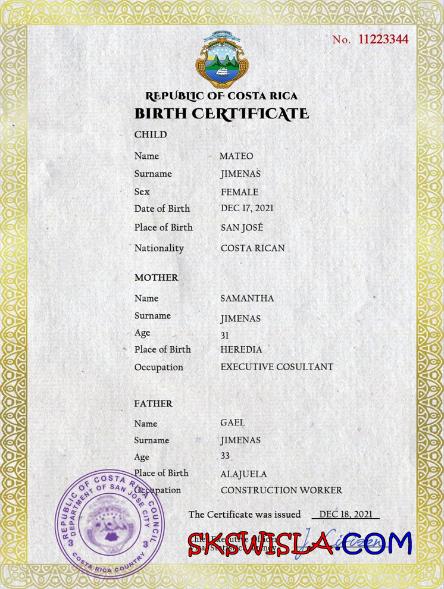 No. 11223344
REPUBLIC OF COSTA RICA
BIRTH CERTIFICATE
CHILD
Name MATEO
Surname JIMENAS
Sex FEMALE
Date of Birth DEC 17, 2021
Place of Birth SAN JOSÉ
Nationality COSTA RICAN
MOTHER
Name SAMANTHA
Surname JIMENAS
Age 31
Place of Birth HEREDIA
Occupation EXECUTIVE COSULTANT
FATHER
Name GAEL
Surname JIMENAS
Age 33
Place of Birth ALAJUELA
Occupation CONSTRUCTION WORKER
The Certificate was issued DEC 18, 2021
REPUBLIC OF COSTA RICA COUNCIL
DEPARTMENT OF SAN JOSE CITY
COSTA RICA COUNTRY
3 3
SKSWISLA.COM